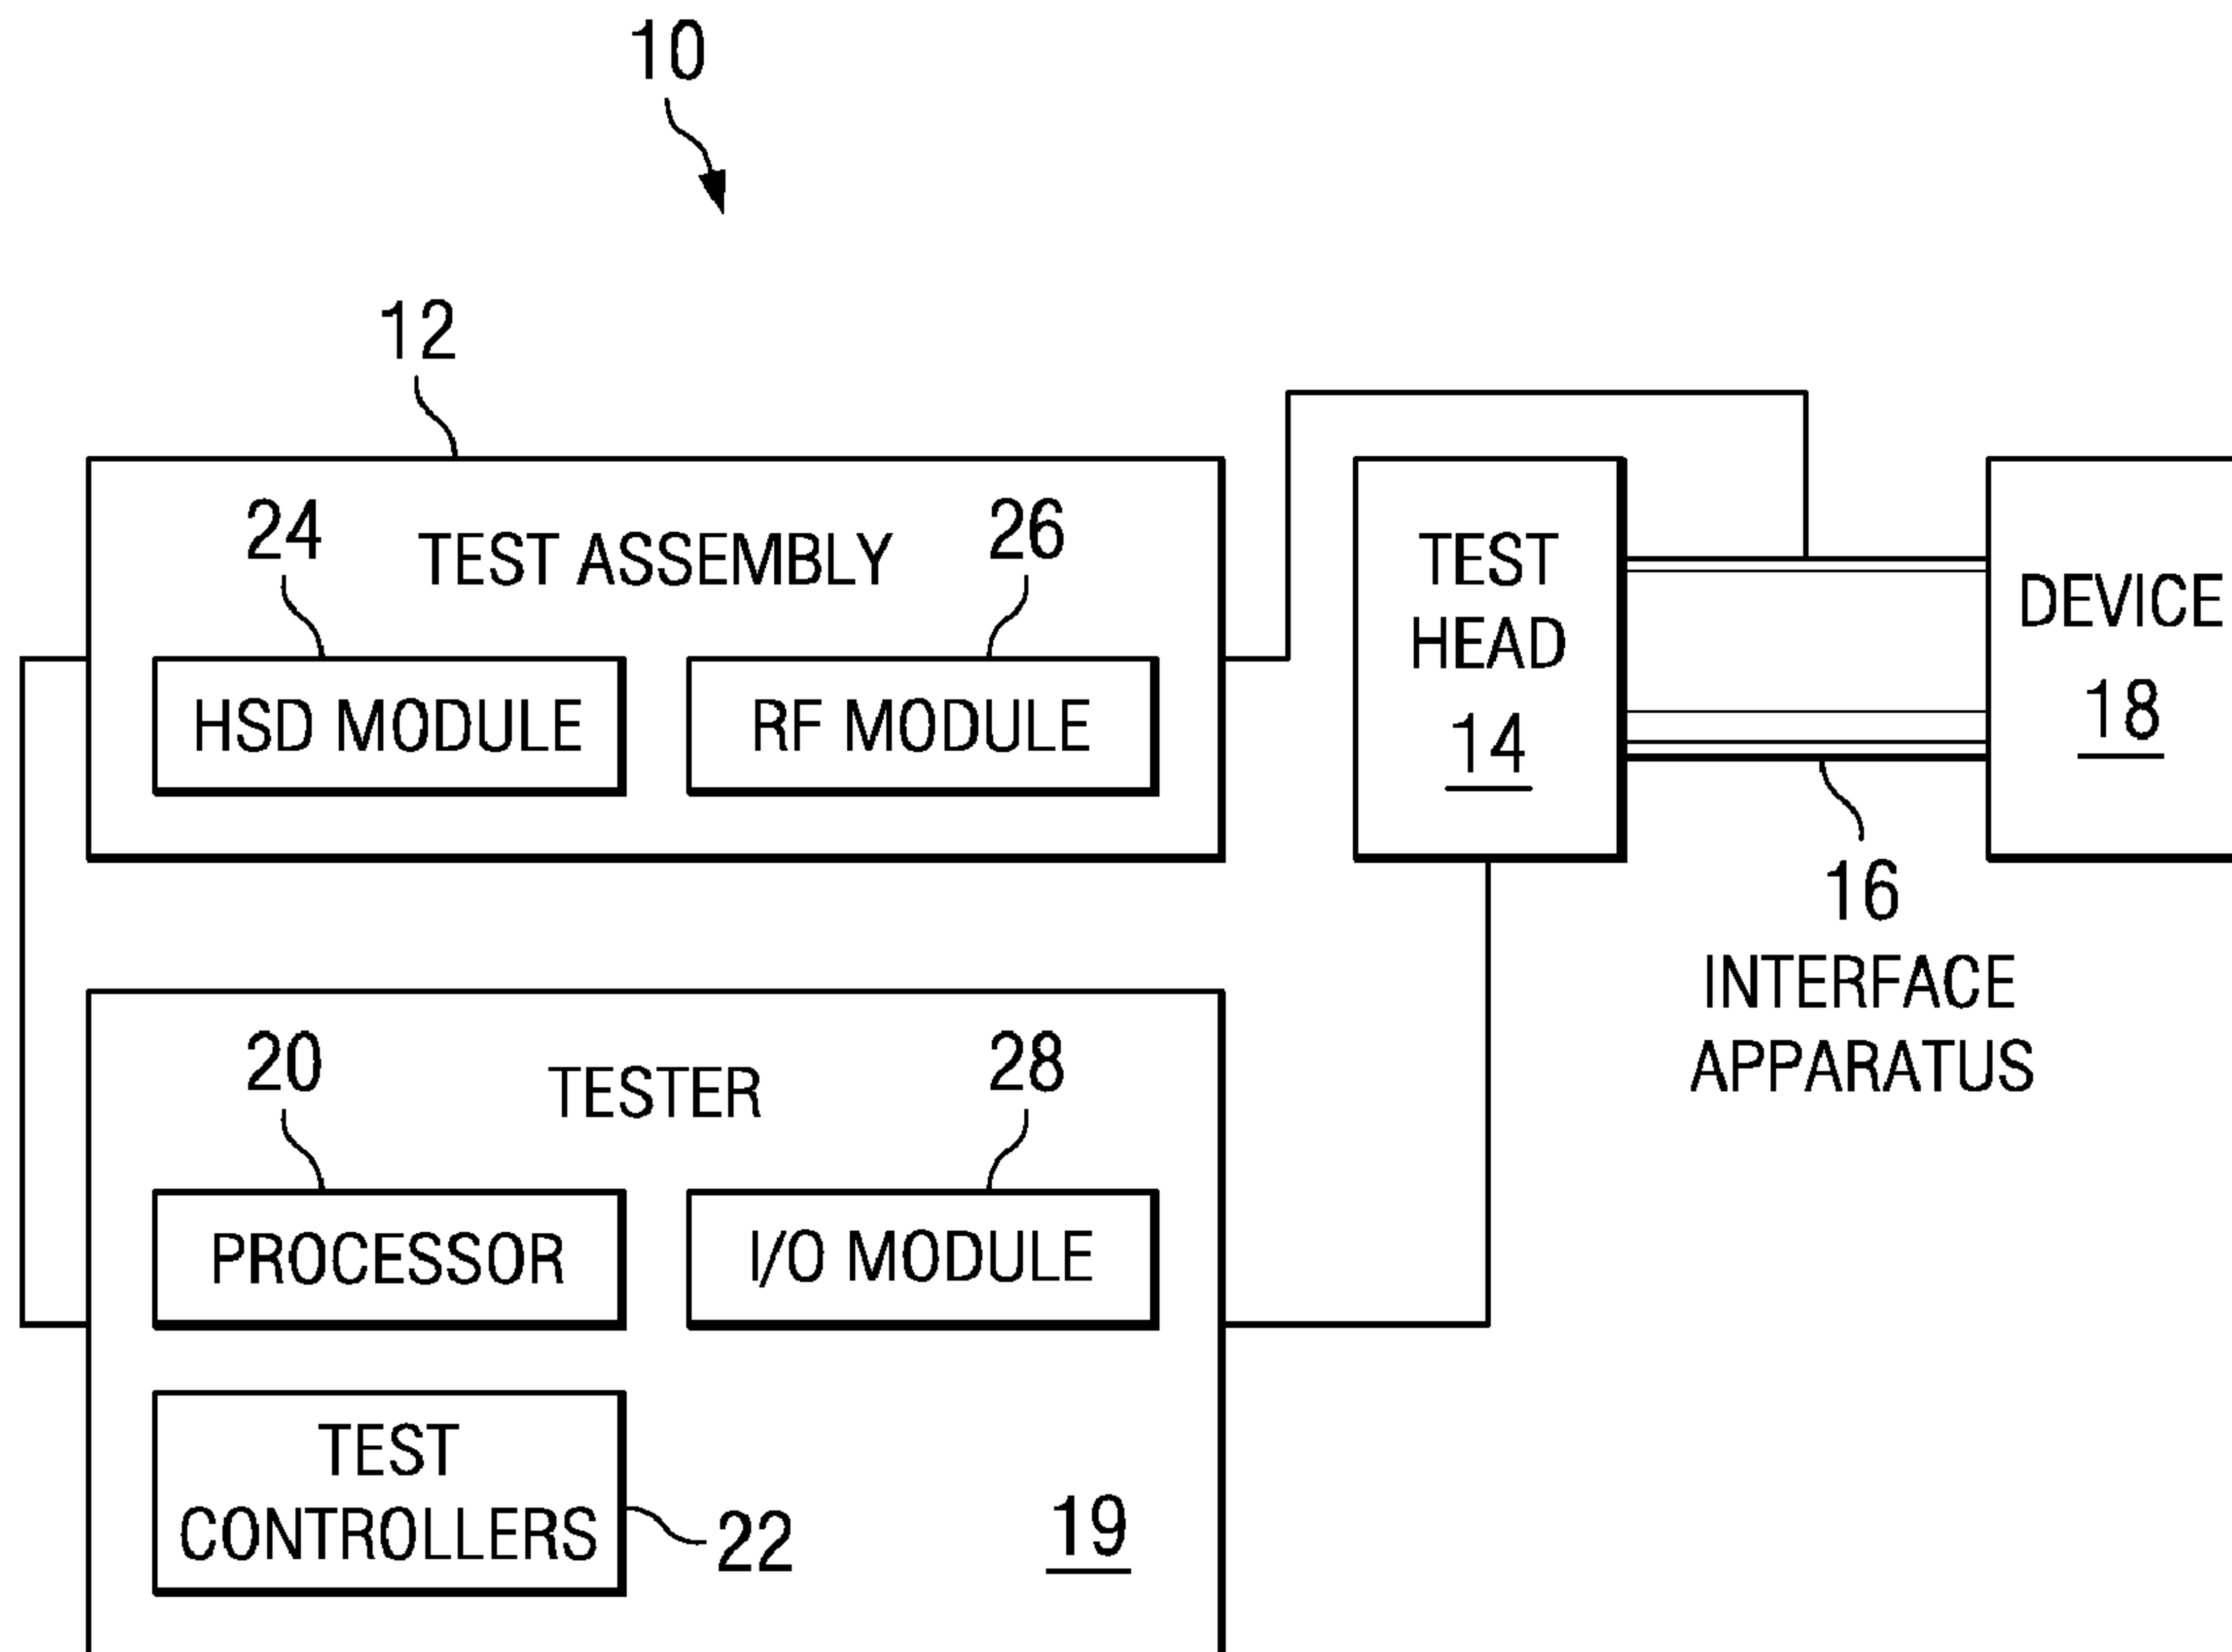 10
12
24
TEST ASSEMBLY
26
HSD MODULE
RF MODULE
TEST
HEAD
14
DEVICE
18
16
INTERFACE
APPARATUS
20
TESTER
28
PROCESSOR
I/O MODULE
TEST
CONTROLLERS
22
19